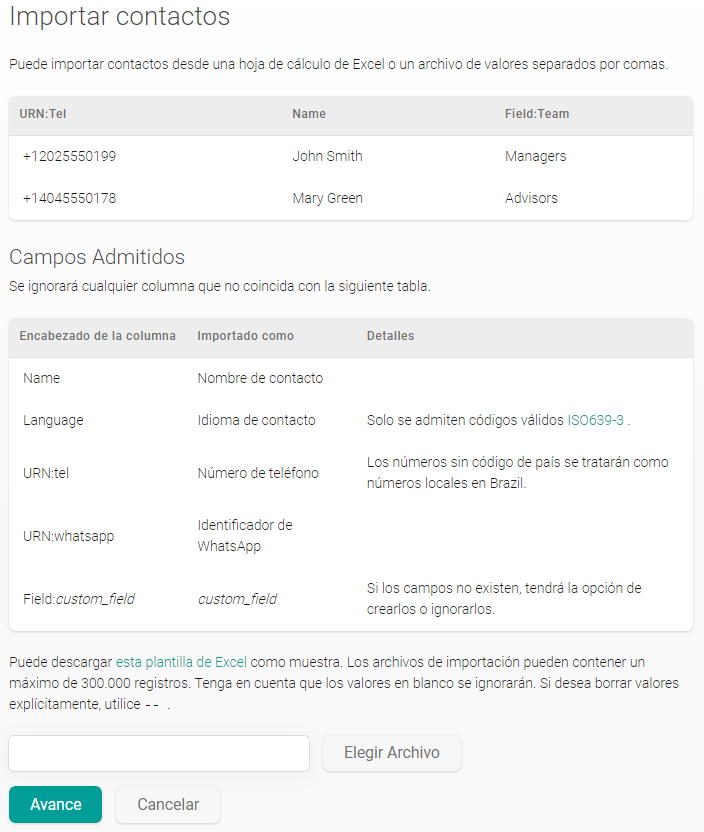 Importar contactos
Puede importar contactos desde una hoja de cálculo de Excel o un archivo de valores separados por comas.
URN:Tel Name Field:Team
+12025550199 John Smith Managers
+14045550178 Mary Green Advisors
Campos Admitidos
Se ignorará cualquier columna que no coincida con la siguiente tabla.
Encabezado de la columna Importado como Detalles
Name Nombre de contacto
Language Idioma de contacto Solo se admiten códigos válidos ISO639-3 .
URN:tel Número de teléfono Los números sin código de país se tratarán como
números locales en Brazil.
URN:whatsapp Identificador de
WhatsApp
Field:custom_field custom_field Si los campos no existen, tendrá la opción de
crearlos o ignorarlos.
Puede descargar esta plantilla de Excel como muestra. Los archivos de importación pueden contener un
máximo de 300.000 registros. Tenga en cuenta que los valores en blanco se ignorarán. Si desea borrar valores
explícitamente, utilice -- .
Elegir Archivo
Avance Cancelar